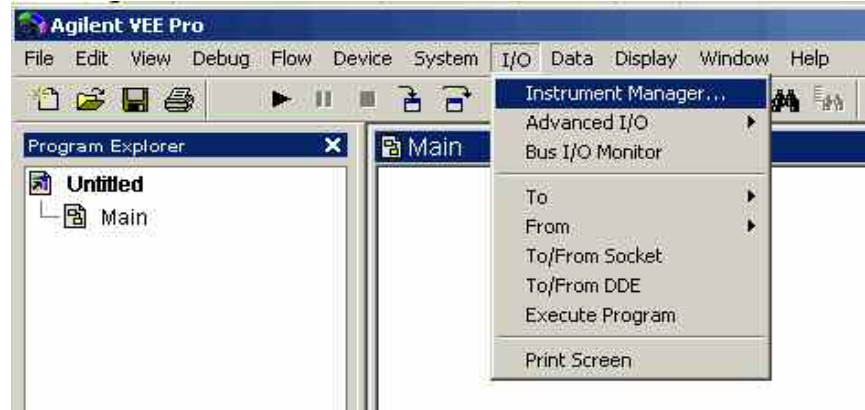 Agilent VEE Pro
File Edit View Debug Flow Device System I/O Data Display Window Help
Program Explorer
Untitled
Main
Main
Instrument Manager...
Advanced I/O
Bus I/O Monitor
To
From
To/From Socket
To/From DDE
Execute Program
Print Screen